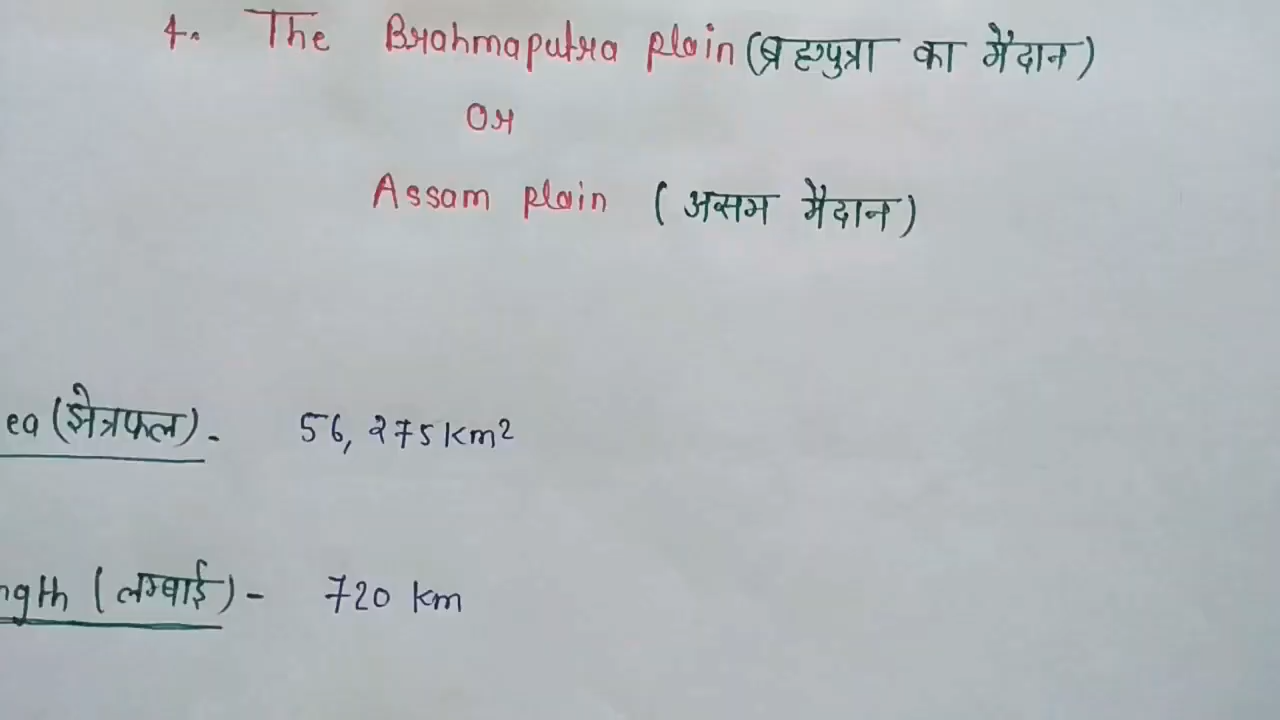 4. The Brahmaputra plain (ब्रह्मपुत्रा का मैदान)
Or
Assam plain (असम मैदान)
ea (क्षेत्रफल) - 56,275 km²
ngth (लम्बाई) - 720 km